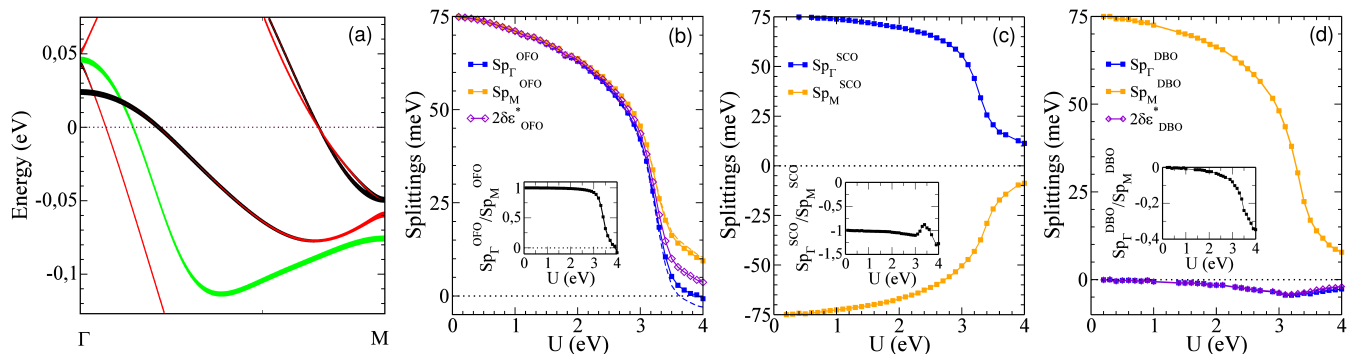 (a)
Energy (eV)
0,05
0
-0,05
-0,1
Γ
M
(b)
Splittings (meV)
75
50
25
0
Sp_Γ^OFO
Sp_M^OFO
2δε*_OFO
Sp_Γ^OFO/Sp_M^OFO
1
0,5
0
0 1 2 3 4
U (eV)
0 1 2 3 4
U (eV)
(c)
Splittings (meV)
75
50
25
0
-25
-50
-75
Sp_Γ^SCO
Sp_M^SCO
Sp_Γ^SCO/Sp_M^SCO
0
-0,5
-1
-1,5
0 1 2 3 4
U (eV)
0 1 2 3 4
U (eV)
(d)
Splittings (meV)
75
50
25
0
Sp_Γ^DBO
Sp_M^DBO
2δε*_DBO
Sp_Γ^DBO/Sp_M^DBO
0
-0,2
-0,4
0 1 2 3 4
U (eV)
0 1 2 3 4
U (eV)